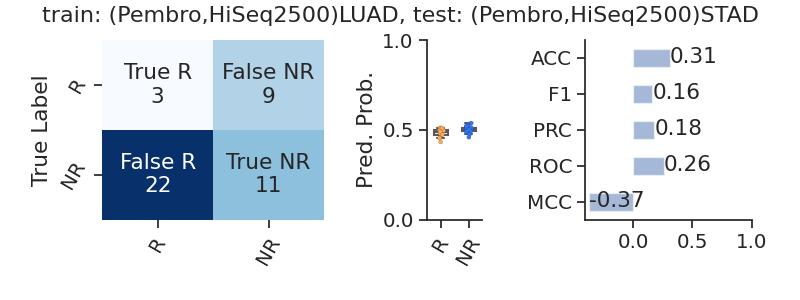 train: (Pembro,HiSeq2500)LUAD, test: (Pembro,HiSeq2500)STAD
True Label
R
NR
True R
3
False NR
9
False R
22
True NR
11
R
NR
Pred. Prob.
1.0
0.5
0.0
R
NR
ACC
0.31
F1
0.16
PRC
0.18
ROC
0.26
MCC
-0.37
0.0
0.5
1.0